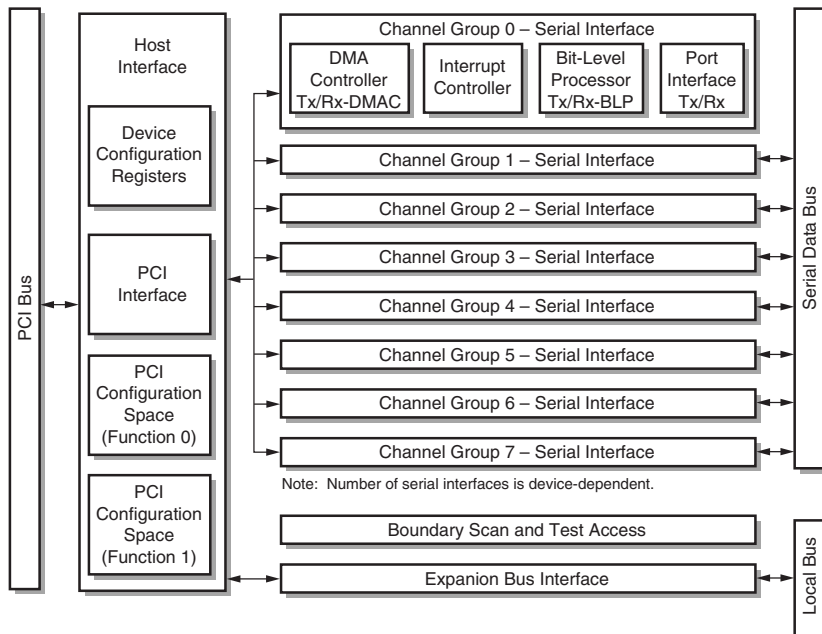 PCI Bus
Host
Interface
Device
Configuration
Registers
PCI
Interface
PCI
Configuration
Space
(Function 0)
PCI
Configuration
Space
(Function 1)
Channel Group 0 – Serial Interface
DMA
Controller
Tx/Rx-DMAC
Interrupt
Controller
Bit-Level
Processor
Tx/Rx-BLP
Port
Interface
Tx/Rx
Channel Group 1 – Serial Interface
Channel Group 2 – Serial Interface
Channel Group 3 – Serial Interface
Channel Group 4 – Serial Interface
Channel Group 5 – Serial Interface
Channel Group 6 – Serial Interface
Channel Group 7 – Serial Interface
Note: Number of serial interfaces is device-dependent.
Boundary Scan and Test Access
Expansion Bus Interface
Serial Data Bus
Local Bus